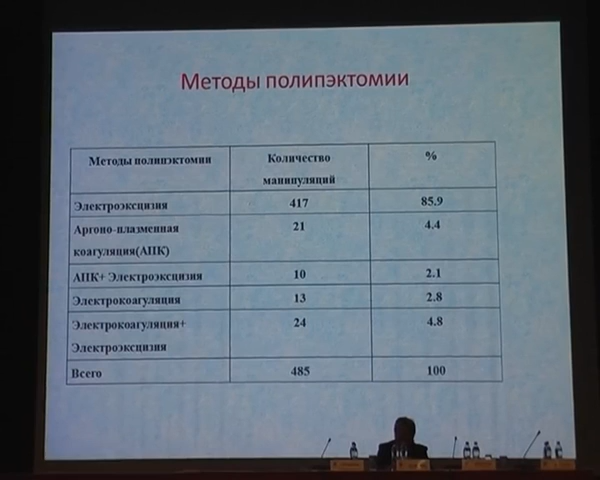 Методы полипэктомии
Методы полипэктомии Количество манипуляций %
Электроэксцизия 417 85.9
Аргоно-плазменная 21 4.4
коагуляция(АПК)
АПК+ Электроэксцизия 10 2.1
Электрокоагуляция 13 2.8
Электрокоагуляция+ 24 4.8
Электроэксцизия
Всего 485 100